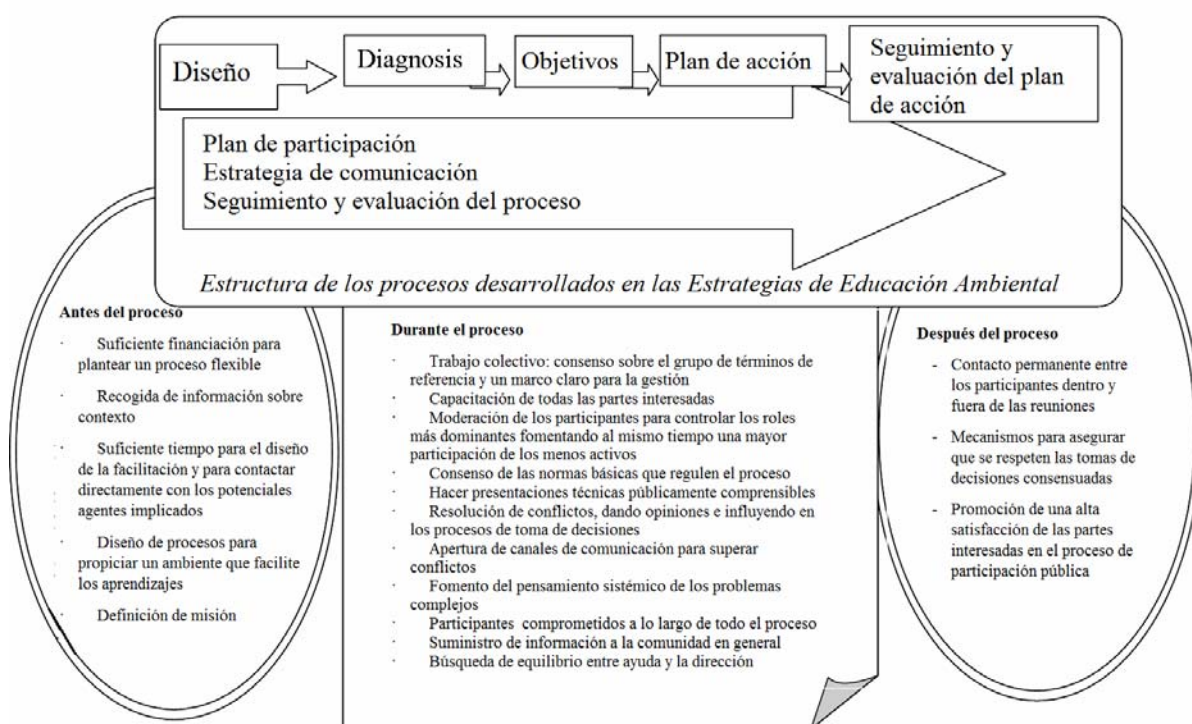 Diseño
Diagnosis
Objetivos
Plan de acción
Seguimiento y
evaluación del plan
de acción
Plan de participación
Estrategia de comunicación
Seguimiento y evaluación del proceso
Estructura de los procesos desarrollados en las Estrategias de Educación Ambiental
Antes del proceso
· Suficiente financiación para
plantear un proceso flexible
· Recogida de información sobre
contexto
· Suficiente tiempo para el diseño
de la facilitación y para contactar
directamente con los potenciales
agentes implicados
· Diseño de procesos para
propiciar un ambiente que facilite
los aprendizajes
· Definición de misión
Durante el proceso
· Trabajo colectivo: consenso sobre el grupo de términos de
referencia y un marco claro para la gestión
· Capacitación de todas las partes interesadas
· Moderación de los participantes para controlar los roles
más dominantes fomentando al mismo tiempo una mayor
participación de los menos activos
· Consenso de las normas básicas que regulen el proceso
· Hacer presentaciones técnicas públicamente comprensibles
· Resolución de conflictos, dando opiniones e influyendo en
los procesos de toma de decisiones
· Apertura de canales de comunicación para superar
conflictos
· Fomento del pensamiento sistémico de los problemas
complejos
· Participantes comprometidos a lo largo de todo el proceso
· Suministro de información a la comunidad en general
· Búsqueda de equilibrio entre ayuda y la dirección
Después del proceso
- Contacto permanente entre
los participantes dentro y
fuera de las reuniones
- Mecanismos para asegurar
que se respeten las tomas de
decisiones consensuadas
- Promoción de una alta
satisfacción de las partes
interesadas en el proceso de
participación pública